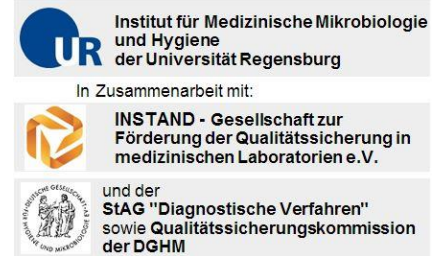 UR
Institut für Medizinische Mikrobiologie
und Hygiene
der Universität Regensburg
In Zusammenarbeit mit:
INSTAND - Gesellschaft zur
Förderung der Qualitätssicherung in
medizinischen Laboratorien e.V.
und der
StAG "Diagnostische Verfahren"
sowie Qualitätssicherungskommission
der DGHM